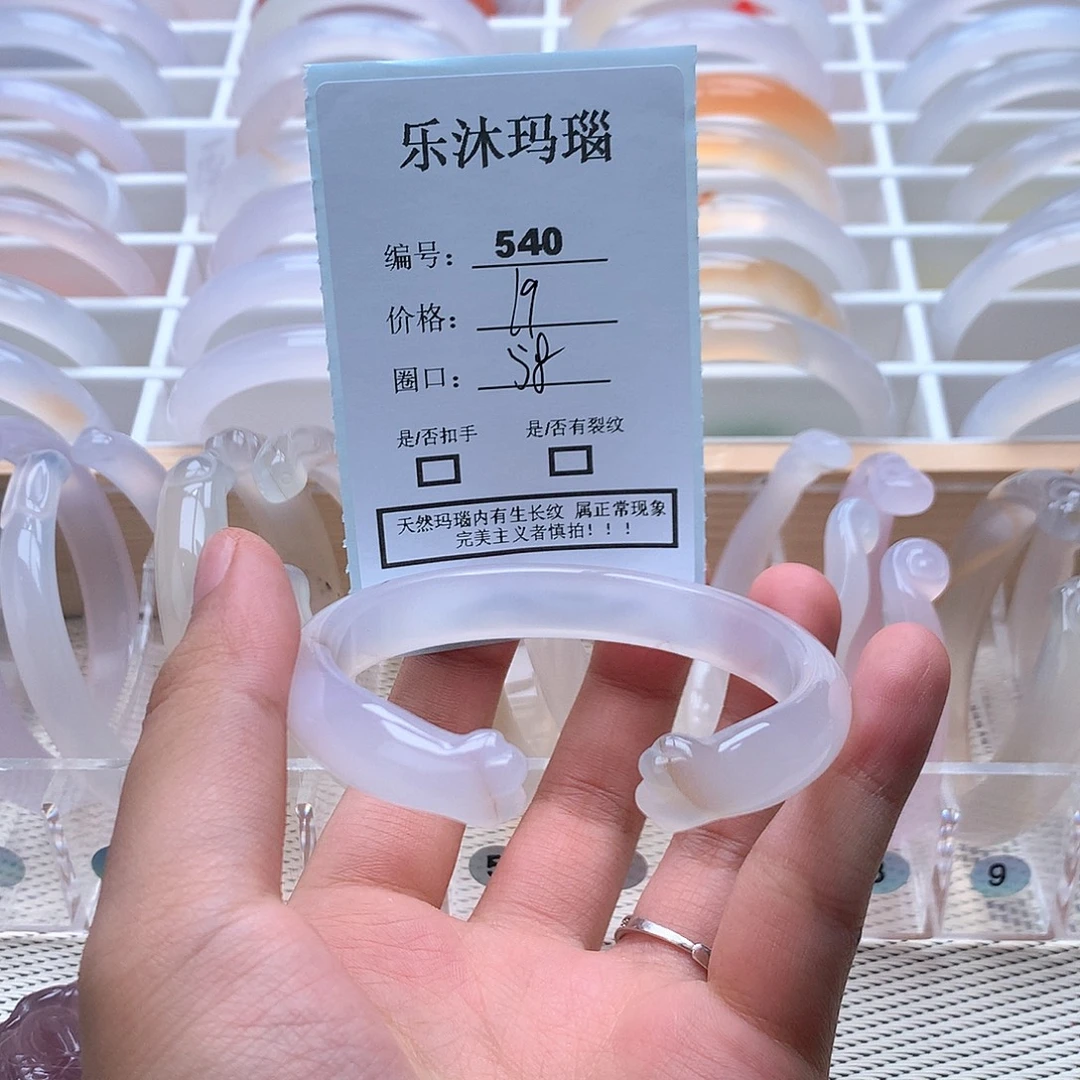 乐沐玛瑙
编号： 540
价格： 19
圈口： 58
是/否扣手 是/否有裂纹
天然玛瑙内有生长纹 属正常现象
完美主义者慎拍！！！
5 8 9